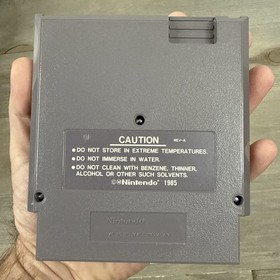 CAUTION
REV-A
•DO NOT STORE IN EXTREME TEMPERATURES.
•DO NOT IMMERSE IN WATER.
•DO NOT CLEAN WITH BENZENE, THINNER,
ALCOHOL OR OTHER SUCH SOLVENTS.
©®Nintendo® 1985